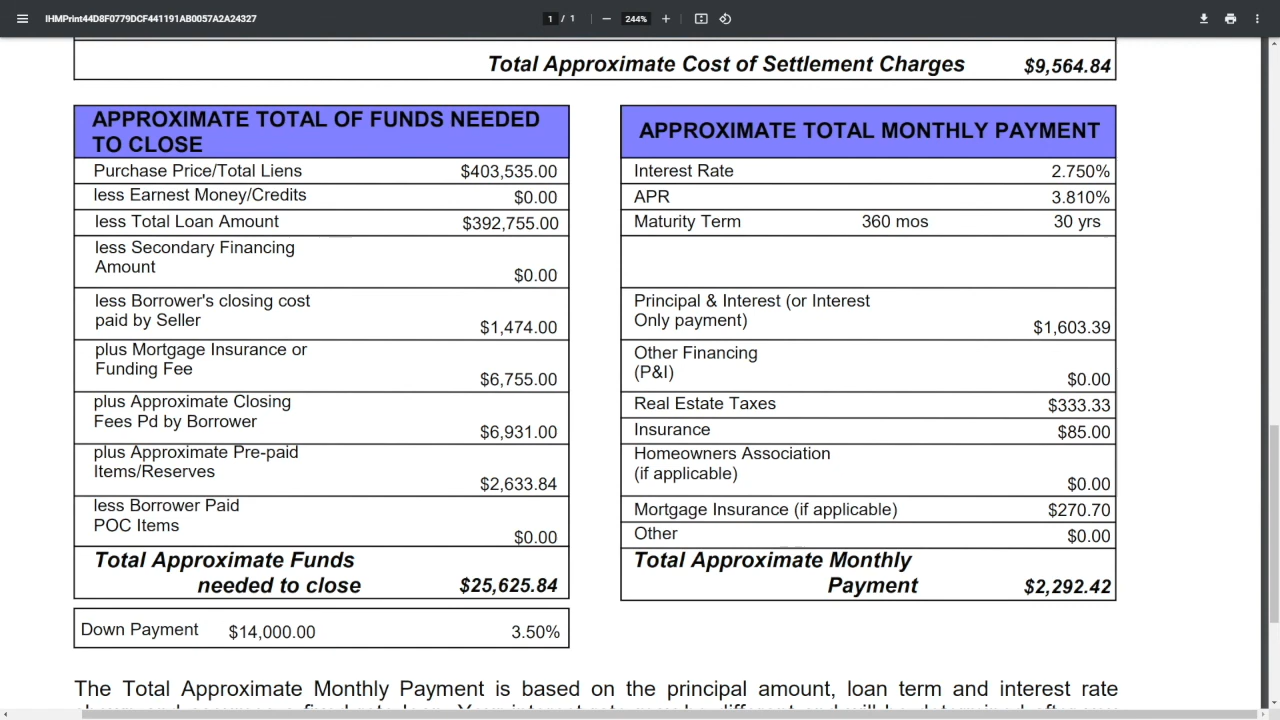 IHMPrint44D8F0779DCF441191AB0057A2A24327
1 / 1
244%
Total Approximate Cost of Settlement Charges $9,564.84
APPROXIMATE TOTAL OF FUNDS NEEDED
TO CLOSE
Purchase Price/Total Liens $403,535.00
less Earnest Money/Credits $0.00
less Total Loan Amount $392,755.00
less Secondary Financing
Amount $0.00
less Borrower's closing cost
paid by Seller $1,474.00
plus Mortgage Insurance or
Funding Fee $6,755.00
plus Approximate Closing
Fees Pd by Borrower $6,931.00
plus Approximate Pre-paid
Items/Reserves $2,633.84
less Borrower Paid
POC Items $0.00
Total Approximate Funds
needed to close $25,625.84
Down Payment $14,000.00 3.50%
APPROXIMATE TOTAL MONTHLY PAYMENT
Interest Rate 2.750%
APR 3.810%
Maturity Term 360 mos 30 yrs
Principal & Interest (or Interest
Only payment) $1,603.39
Other Financing
(P&I) $0.00
Real Estate Taxes $333.33
Insurance $85.00
Homeowners Association
(if applicable) $0.00
Mortgage Insurance (if applicable) $270.70
Other $0.00
Total Approximate Monthly
Payment $2,292.42
The Total Approximate Monthly Payment is based on the principal amount, loan term and interest rate